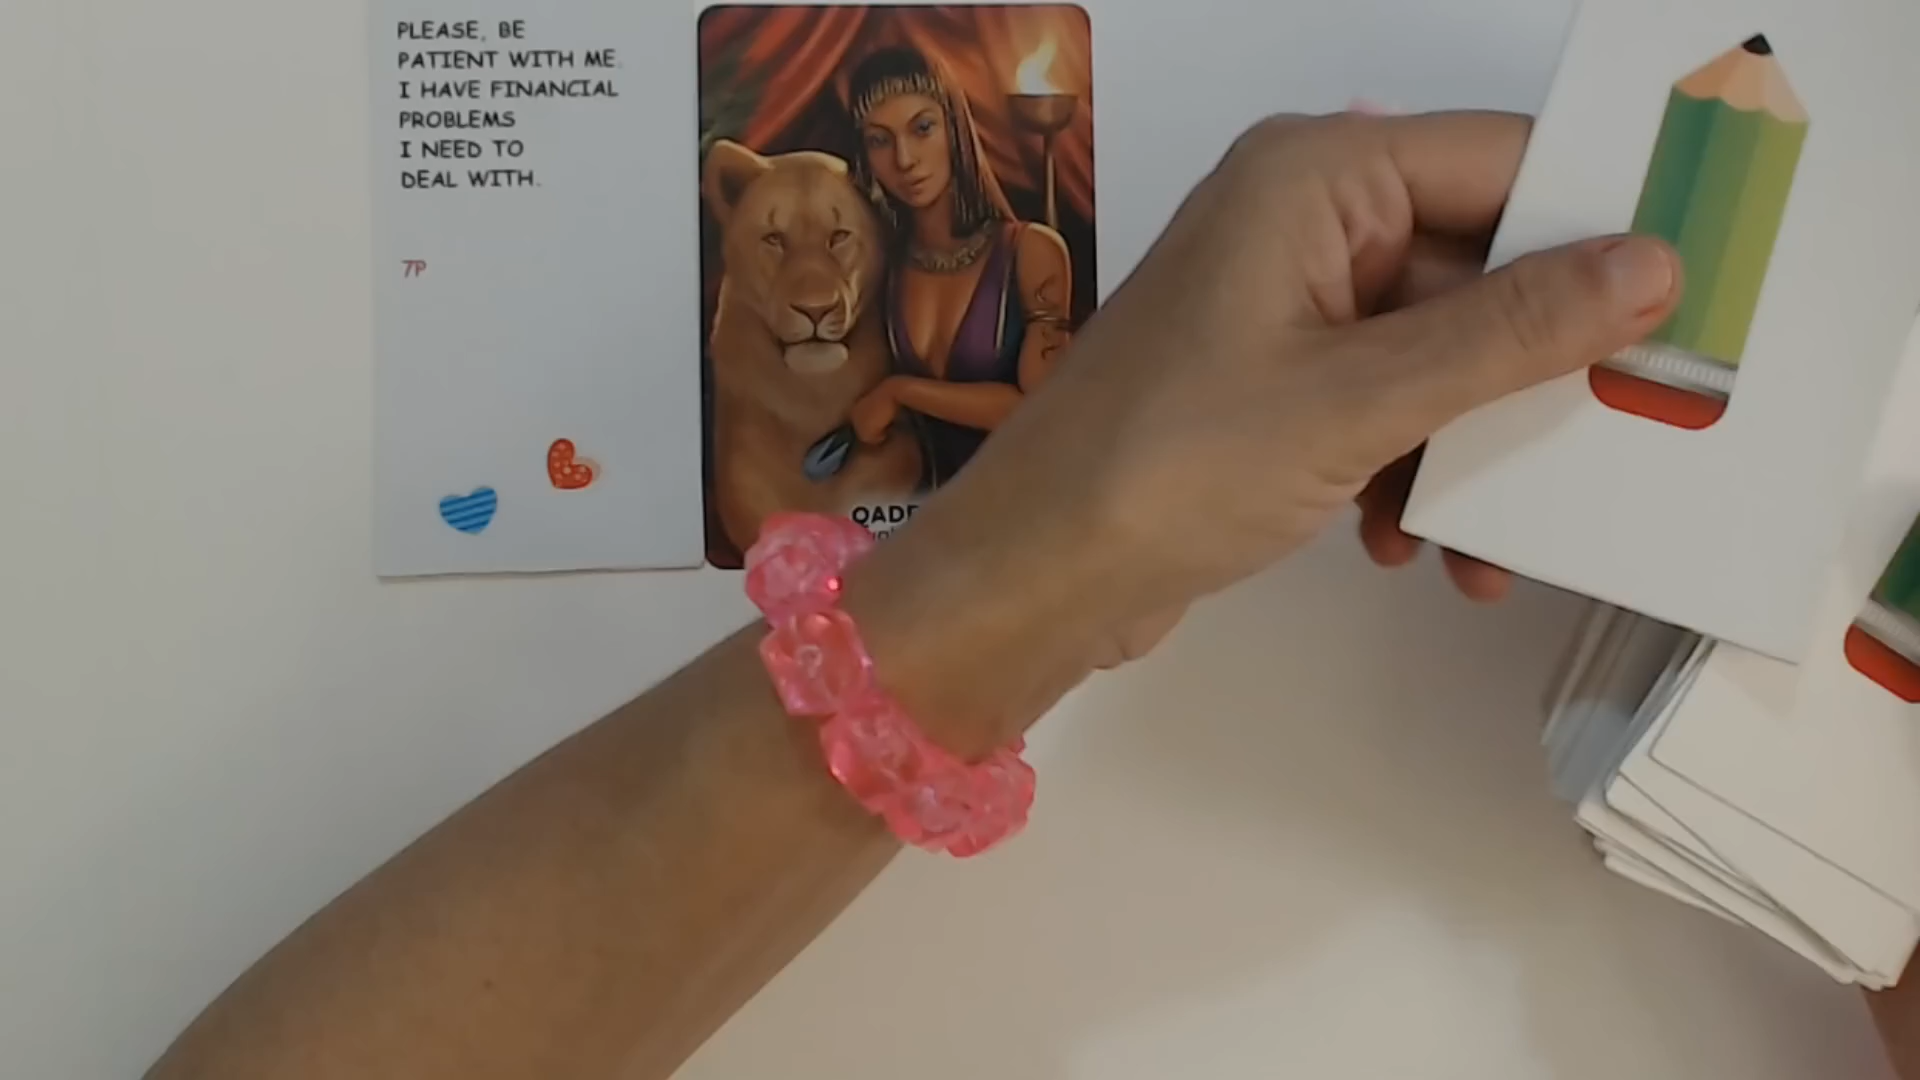 PLEASE, BE
PATIENT WITH ME.
I HAVE FINANCIAL
PROBLEMS
I NEED TO
DEAL WITH.
7P